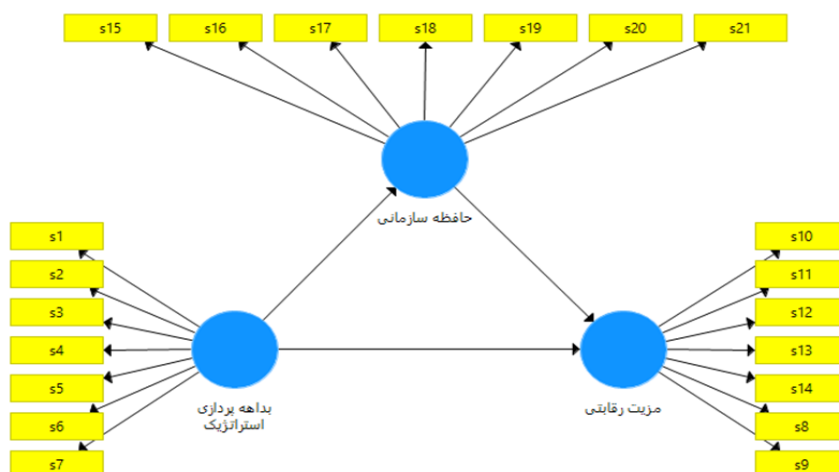 s15
s16
s17
s18
s19
s20
s21
حافظه سازمانی
s1
s2
s3
s4
s5
s6
s7
بداهه پردازی
استراتژیک
مزیت رقابتی
s10
s11
s12
s13
s14
s8
s9